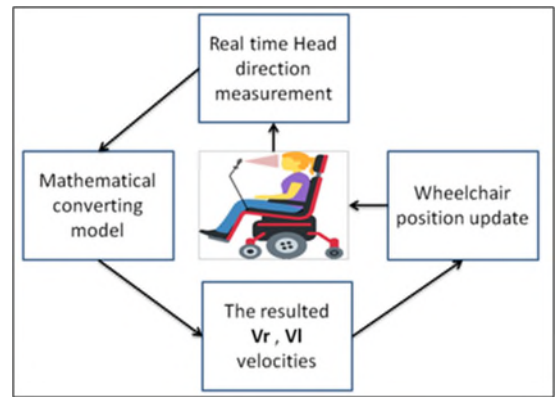 Real time Head
direction
measurement
Mathematical
converting
model
Wheelchair
position update
The resulted
Vr , Vl
velocities